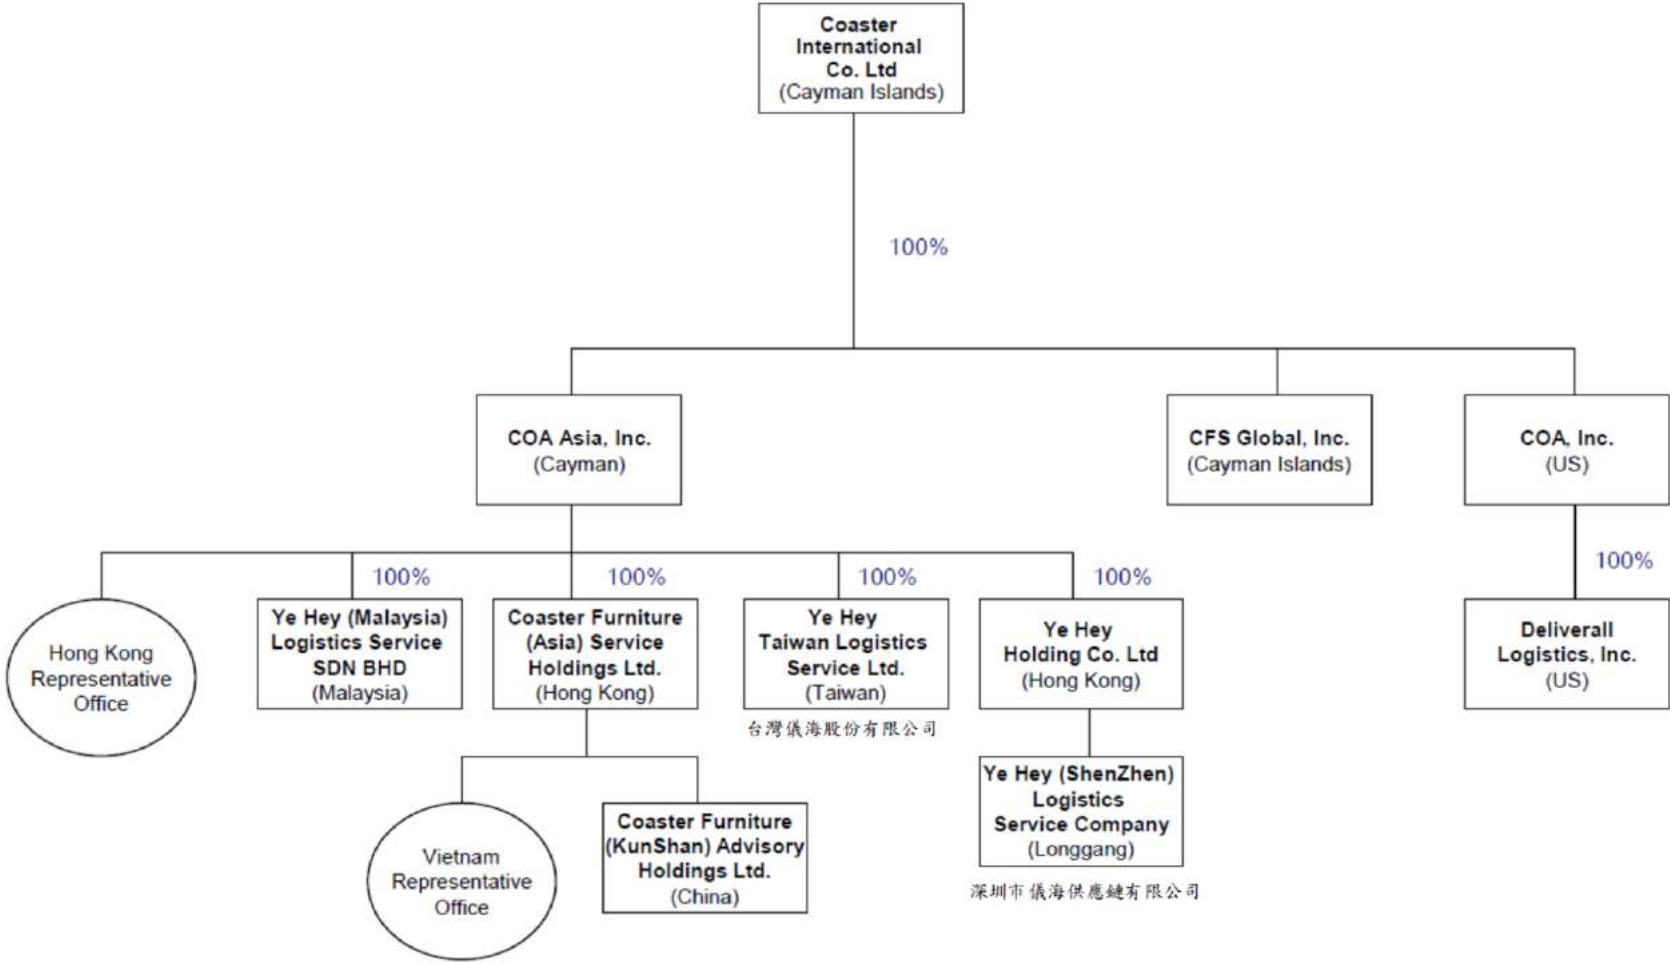 Coaster
International
Co. Ltd
(Cayman Islands)
100%
COA Asia, Inc.
(Cayman)
CFS Global, Inc.
(Cayman Islands)
COA, Inc.
(US)
100%
100%
100%
100%
100%
Hong Kong
Representative
Office
Ye Hey (Malaysia)
Logistics Service
SDN BHD
(Malaysia)
Coaster Furniture
(Asia) Service
Holdings Ltd.
(Hong Kong)
Ye Hey
Taiwan Logistics
Service Ltd.
(Taiwan)
台灣儀海股份有限公司
Ye Hey
Holding Co. Ltd
(Hong Kong)
Deliverall
Logistics, Inc.
(US)
Vietnam
Representative
Office
Coaster Furniture
(KunShan) Advisory
Holdings Ltd.
(China)
Ye Hey (ShenZhen)
Logistics
Service Company
(Longgang)
深圳市儀海供應鏈有限公司